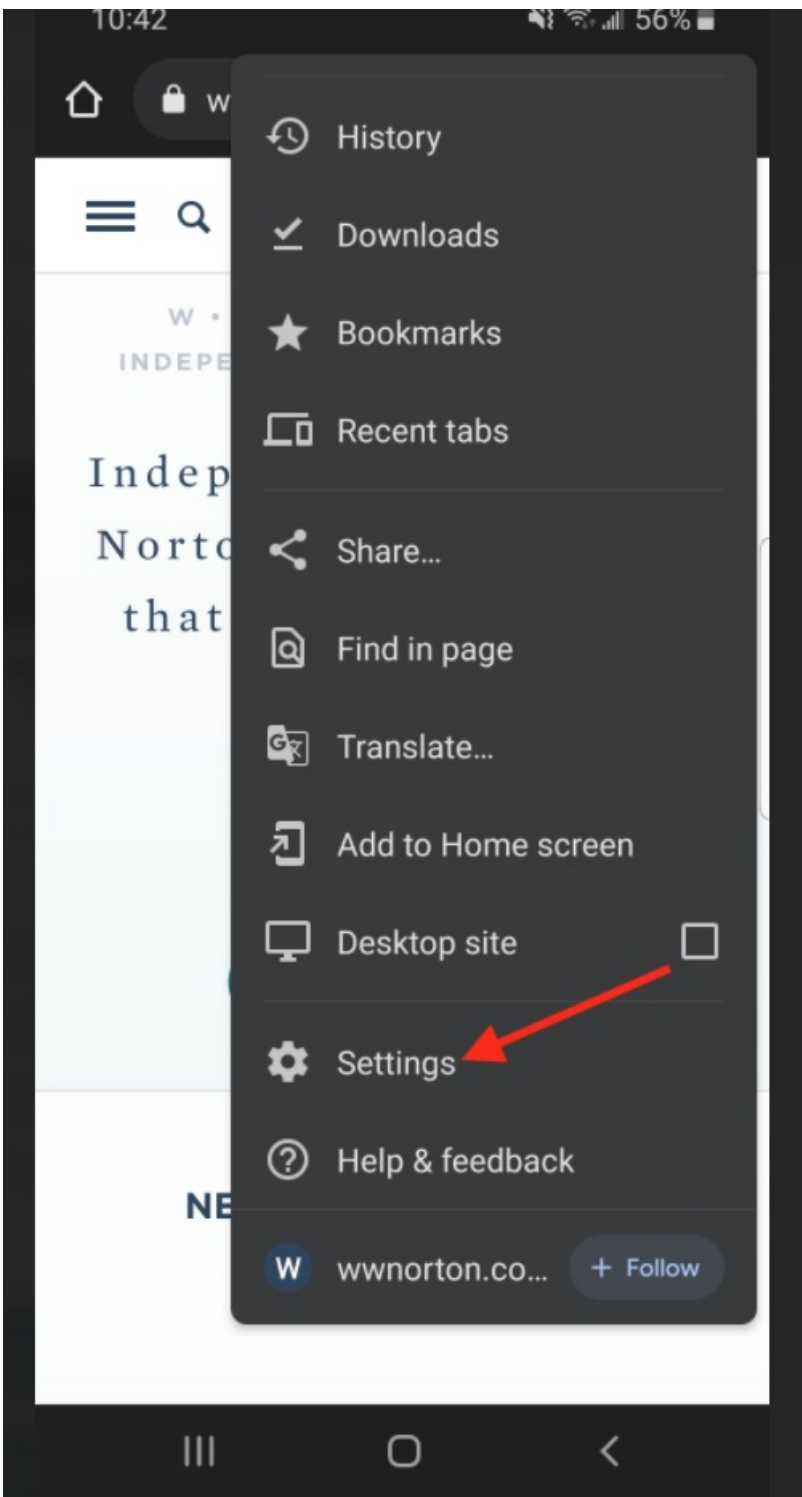 10:42
56%
w
History
Downloads
W •
INDEPE
Bookmarks
Recent tabs
Indep
Norto
that
Share…
Find in page
Translate…
Add to Home screen
Desktop site
Settings
Help & feedback
NE
W wwnorton.co… + Follow